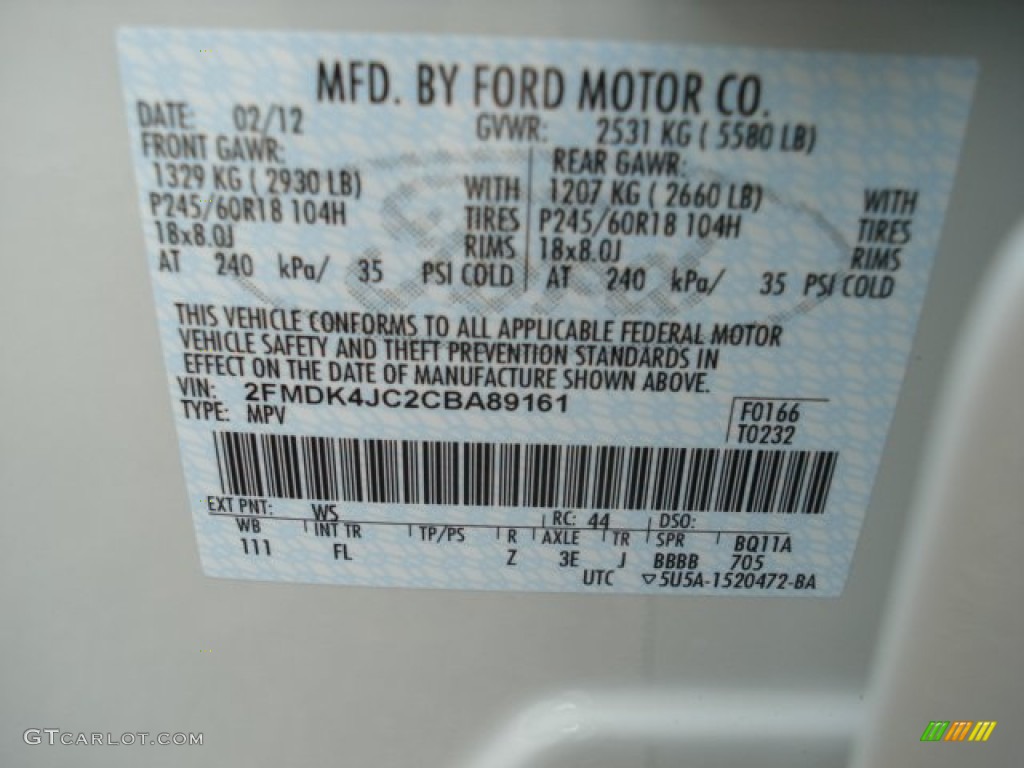 MFD. BY FORD MOTOR CO.
DATE: 02/12 GVWR: 2531 KG ( 5580 LB)
FRONT GAWR: REAR GAWR:
1329 KG ( 2930 LB) WITH 1207 KG ( 2660 LB) WITH
P245/60R18 104H TIRES P245/60R18 104H TIRES
18x8.0J RIMS 18x8.0J RIMS
AT 240 kPa/ 35 PSI COLD AT 240 kPa/ 35 PSI COLD
THIS VEHICLE CONFORMS TO ALL APPLICABLE FEDERAL MOTOR
VEHICLE SAFETY AND THEFT PREVENTION STANDARDS IN
EFFECT ON THE DATE OF MANUFACTURE SHOWN ABOVE.
VIN: 2FMDK4JC2CBA89161 F0166
TYPE: MPV T0232
EXT PNT: WS RC: 44 DSO:
WB INT TR TP/PS R AXLE TR SPR BQ11A
111 FL Z 3E J BBBB 705
UTC ▽5U5A-1520472-BA
GTCARLOT.COM